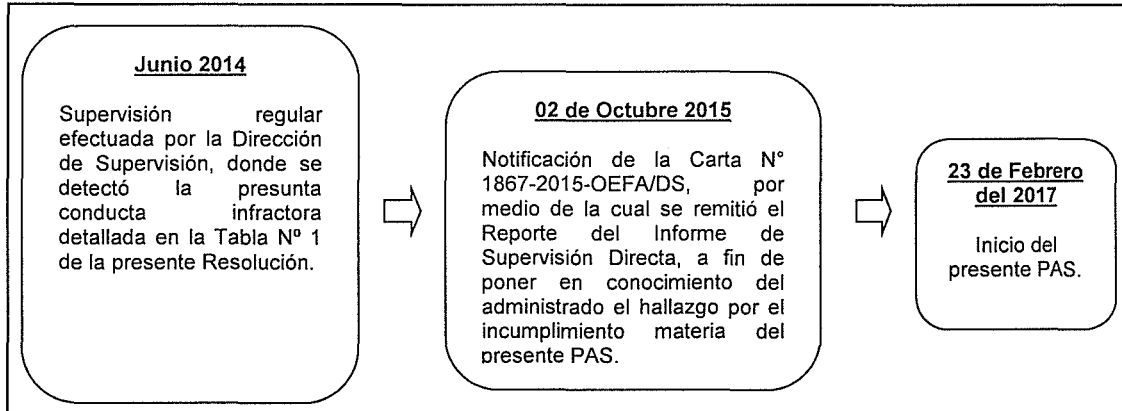 Junio 2014
Supervisión regular
efectuada por la Dirección
de Supervisión, donde se
detectó la presunta
conducta infractora
detallada en la Tabla Nº 1
de la presente Resolución.
02 de Octubre 2015
Notificación de la Carta N°
1867-2015-OEFA/DS, por
medio de la cual se remitió el
Reporte del Informe de
Supervisión Directa, a fin de
poner en conocimiento del
administrado el hallazgo por el
incumplimiento materia del
presente PAS.
23 de Febrero
del 2017
Inicio del
presente PAS.